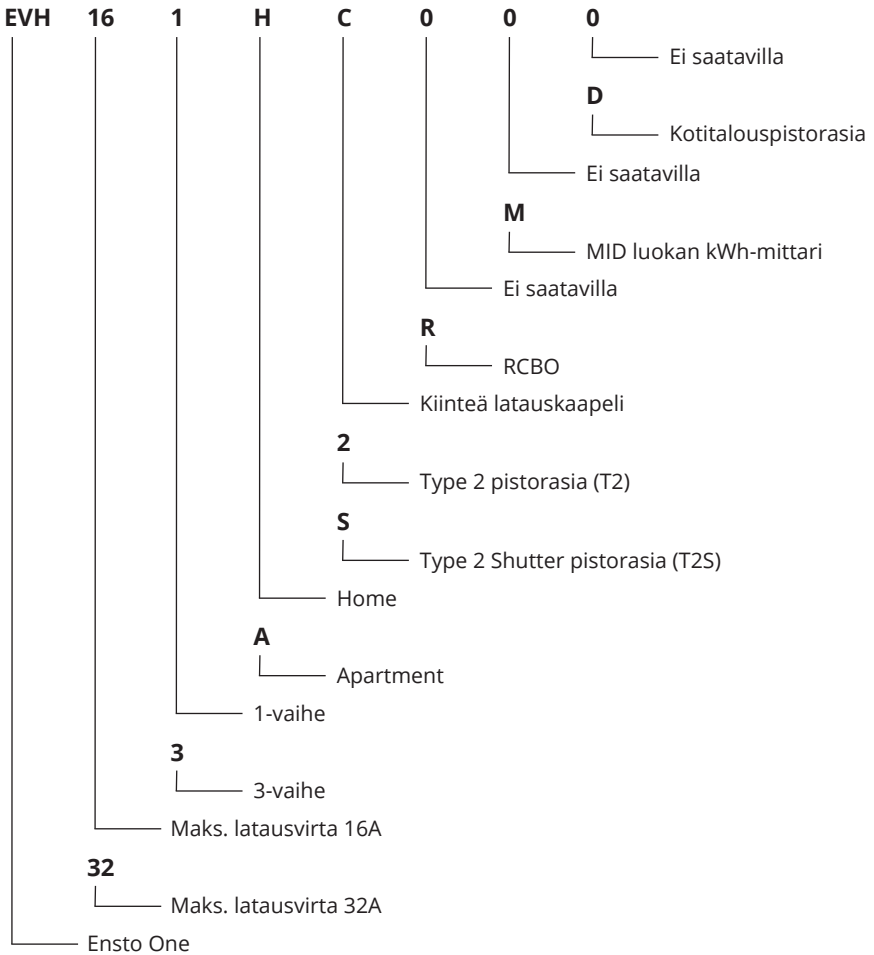 EVH 16 1 H C 0 0 0
Ei saatavilla
D
Kotitalouspistorasia
Ei saatavilla
M
MID luokan kWh-mittari
Ei saatavilla
R
RCBO
Kiinteä latauskaapeli
2
Type 2 pistorasia (T2)
S
Type 2 Shutter pistorasia (T2S)
Home
A
Apartment
1-vaihe
3
3-vaihe
Maks. latausvirta 16A
32
Maks. latausvirta 32A
Ensto One